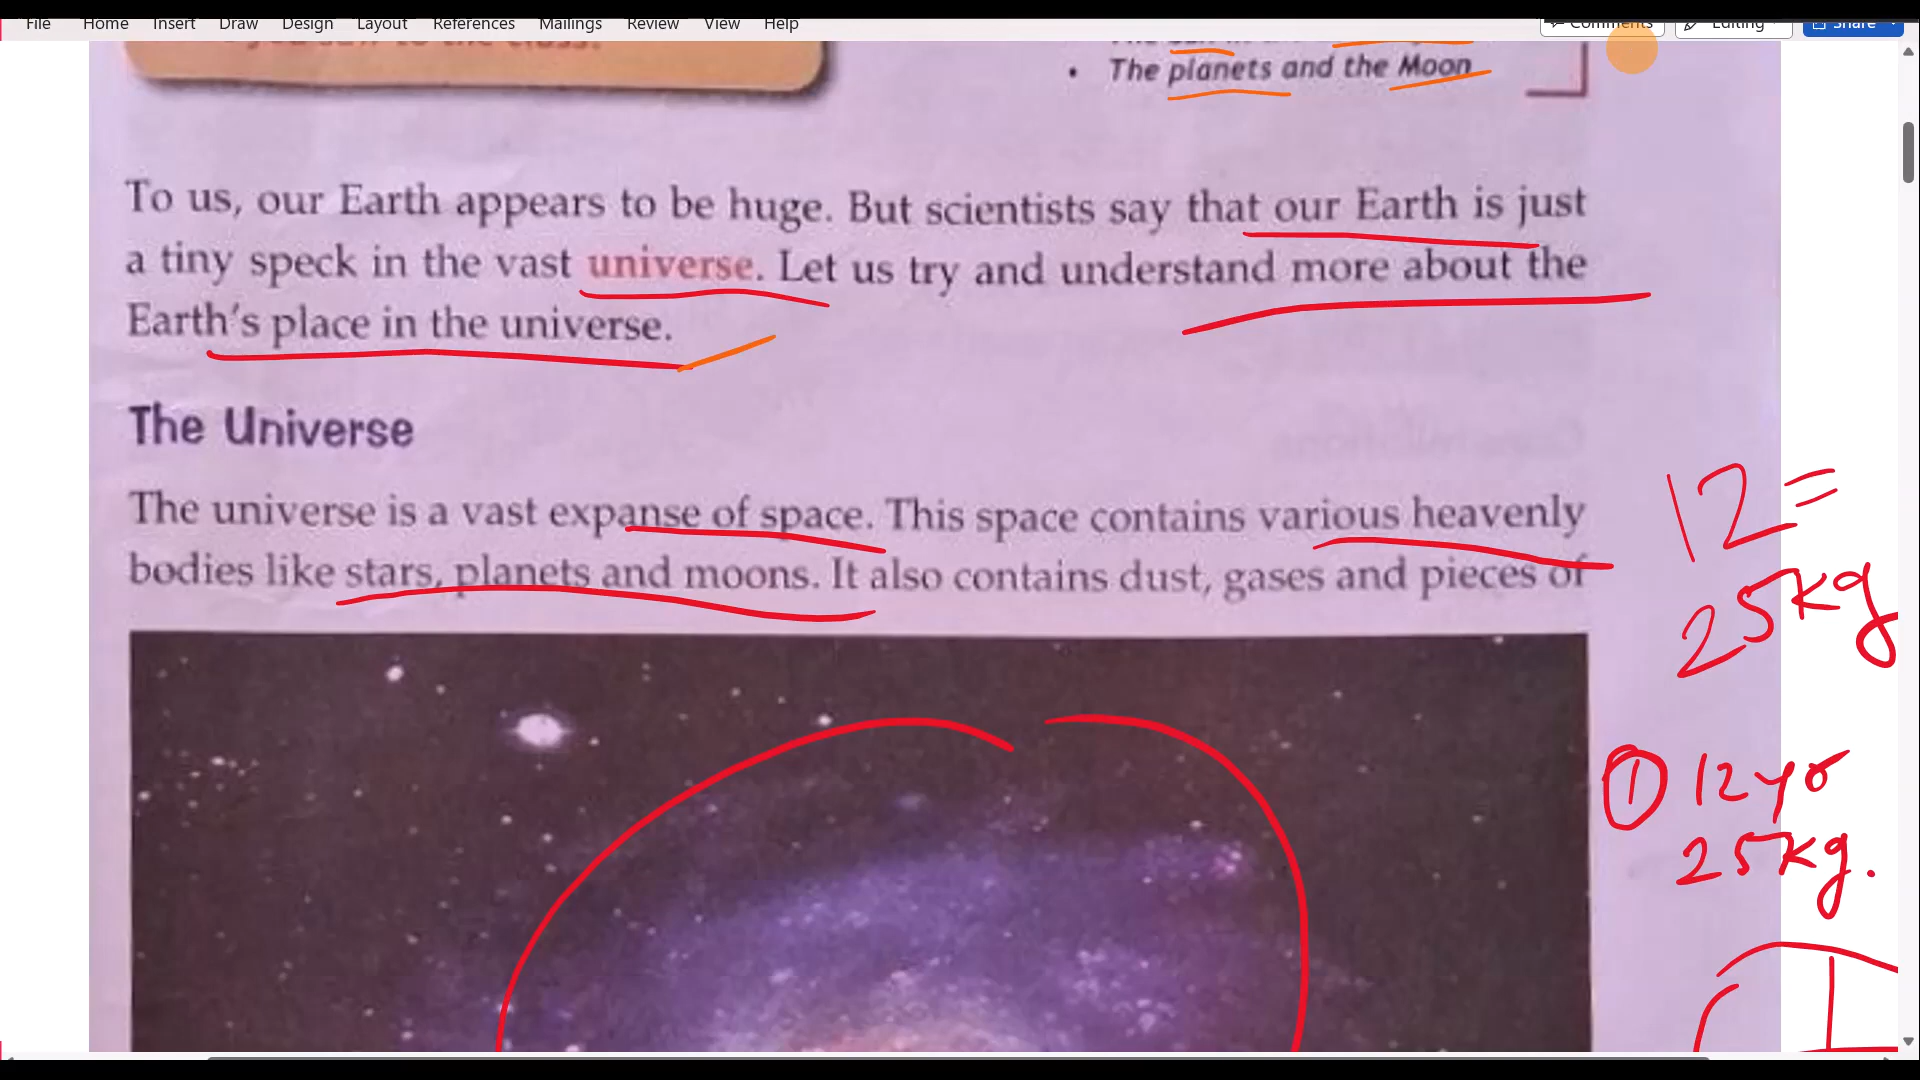 File Home Insert Draw Design Layout References Mailings Review View Help Comments Editing Share
• The planets and the Moon
To us, our Earth appears to be huge. But scientists say that our Earth is just
a tiny speck in the vast universe. Let us try and understand more about the
Earth's place in the universe.
The Universe
The universe is a vast expanse of space. This space contains various heavenly
bodies like stars, planets and moons. It also contains dust, gases and pieces of
12=
25kg
① 12yr
25kg.